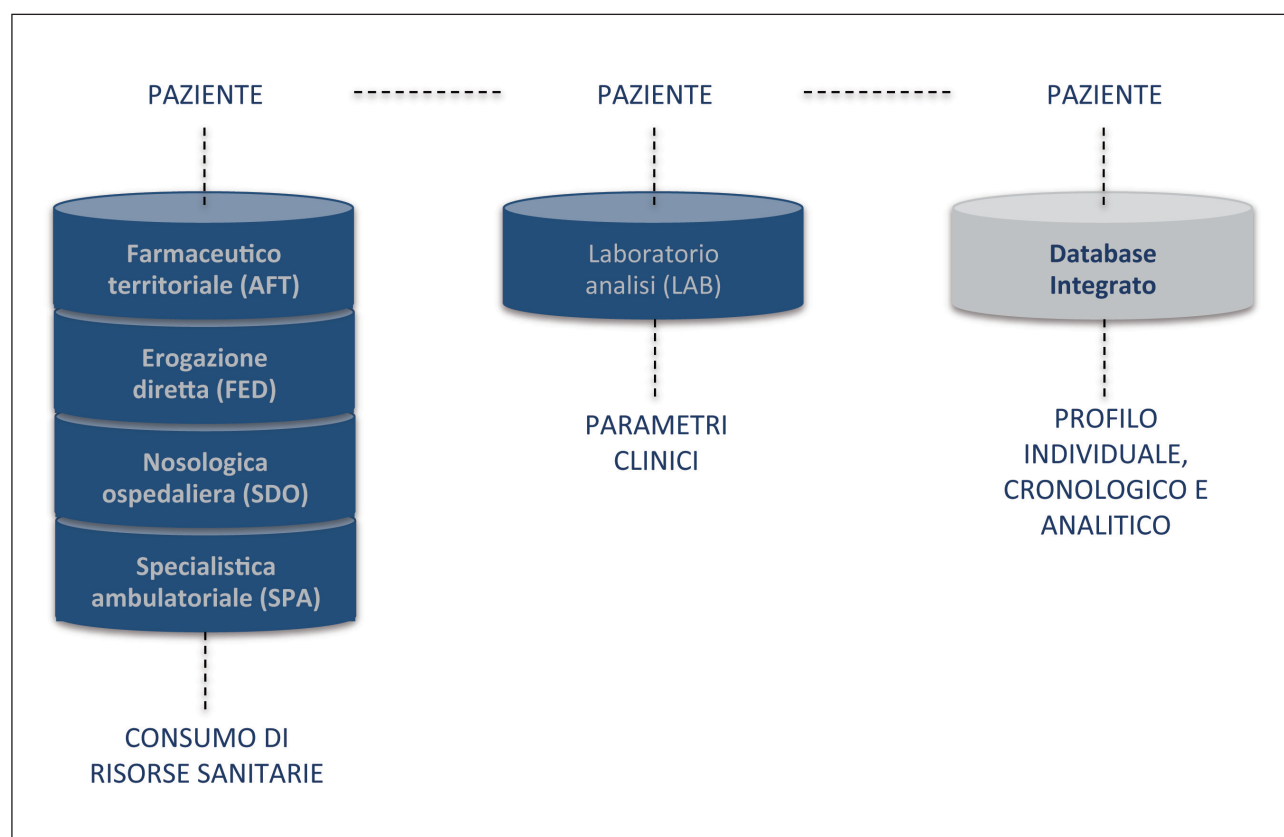 PAZIENTE
PAZIENTE
PAZIENTE
Farmaceutico
territoriale (AFT)
Erogazione
diretta (FED)
Nosologica
ospedaliera (SDO)
Specialistica
ambulatoriale (SPA)
CONSUMO DI
RISORSE SANITARIE
Laboratorio
analisi (LAB)
PARAMETRI
CLINICI
Database
Integrato
PROFILO
INDIVIDUALE,
CRONOLOGICO E
ANALITICO